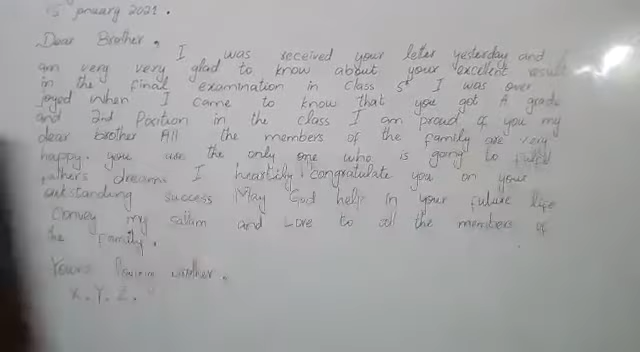 15 January 2021.
Dear Brother,
I was received your leter yesterday and
am very very glad to know about your excellent result
in the final examination in class 5th I was over
joyed when I came to know that you got A grade
and 2nd Position in the class I am proud of you my
dear brother All the members of the family are very
happy. you are the only one who is going to fulfil
fathers dream I heartily congratulate you on your
outstanding success May God help in your future life
Convey my sallam and Love to all the members of
the Family.
Yours
X.Y.Z.